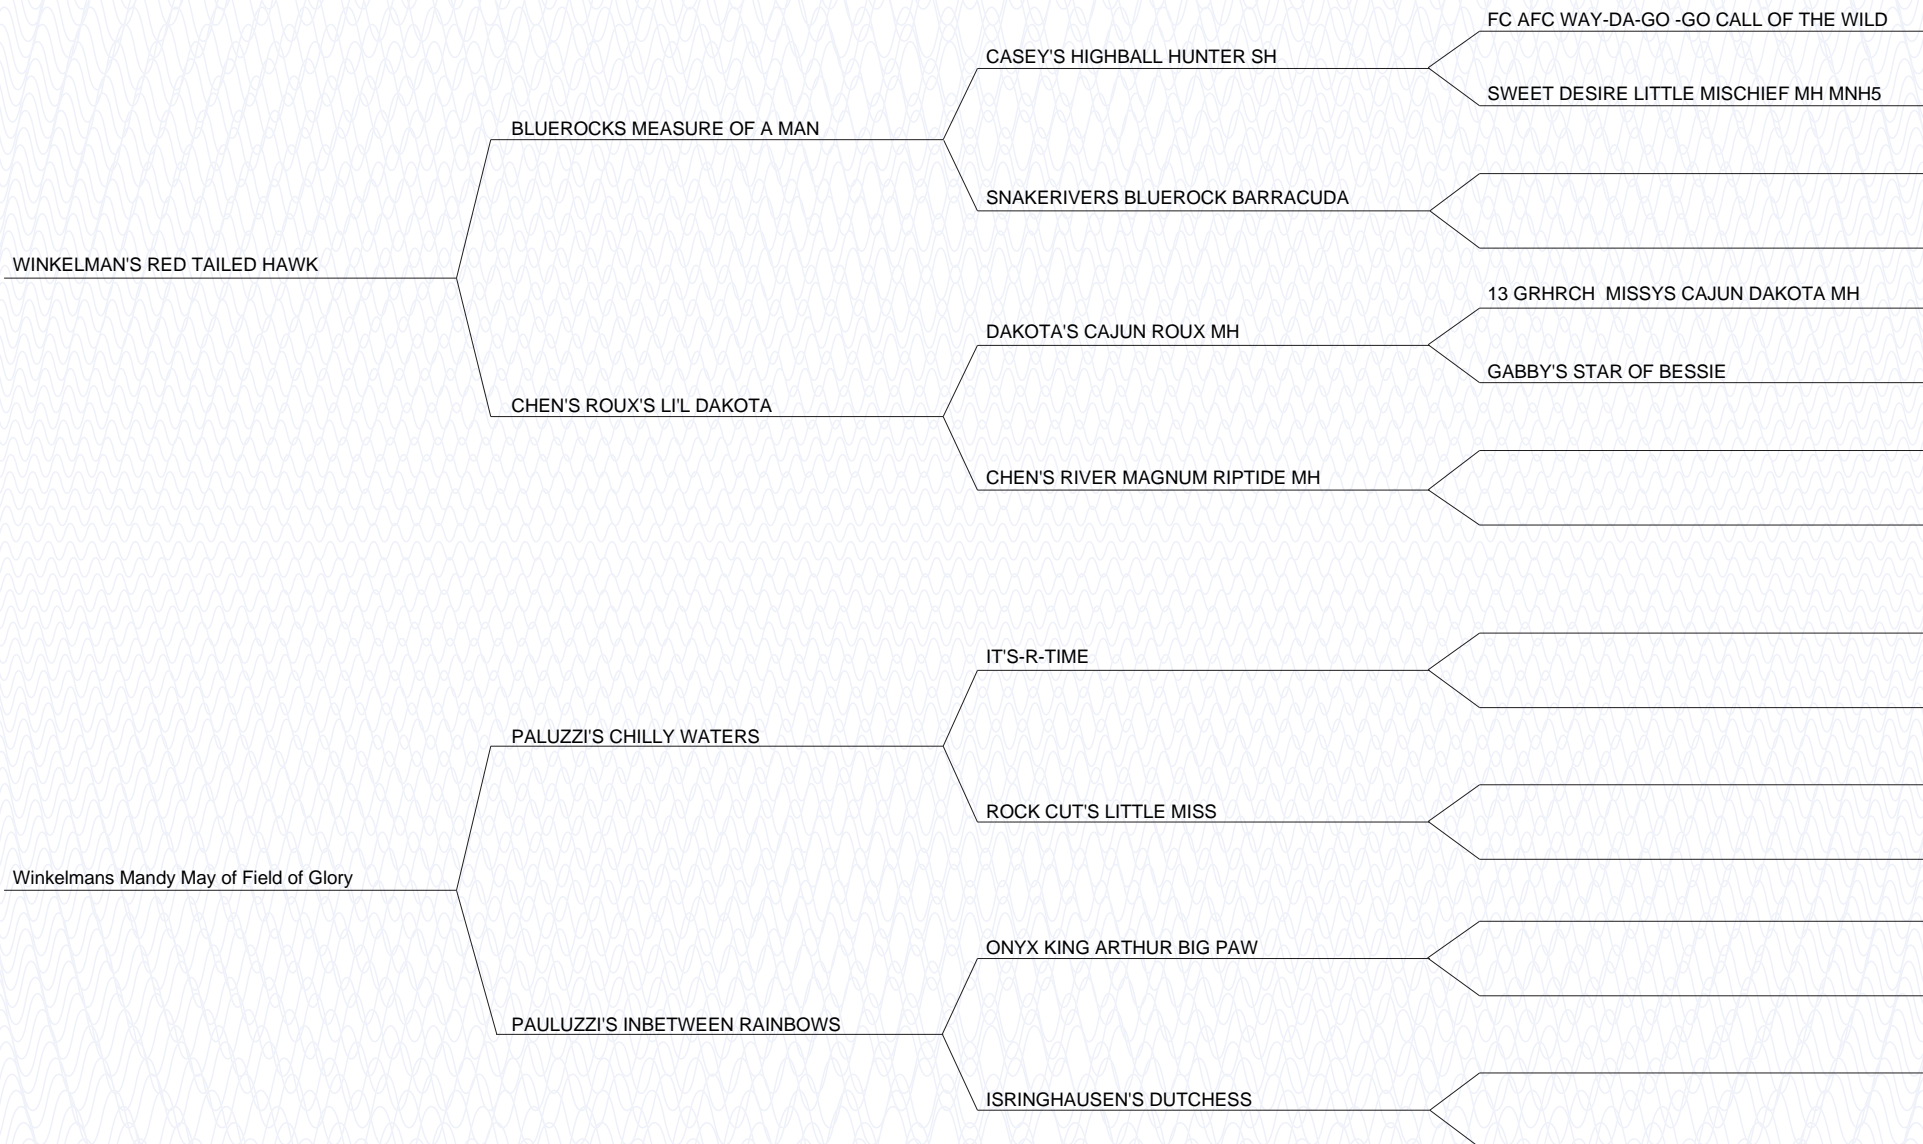 FC AFC WAY-DA-GO -GO CALL OF THE WILD
CASEY'S HIGHBALL HUNTER SH
SWEET DESIRE LITTLE MISCHIEF MH MNH5
BLUEROCKS MEASURE OF A MAN
SNAKERIVERS BLUEROCK BARRACUDA
WINKELMAN'S RED TAILED HAWK
13 GRHRCH  MISSYS CAJUN DAKOTA MH
DAKOTA'S CAJUN ROUX MH
GABBY'S STAR OF BESSIE
CHEN'S ROUX'S LI'L DAKOTA
CHEN'S RIVER MAGNUM RIPTIDE MH
IT'S-R-TIME
PALUZZI'S CHILLY WATERS
ROCK CUT'S LITTLE MISS
Winkelmans Mandy May of Field of Glory
ONYX KING ARTHUR BIG PAW
PAULUZZI'S INBETWEEN RAINBOWS
ISRINGHAUSEN'S DUTCHESS